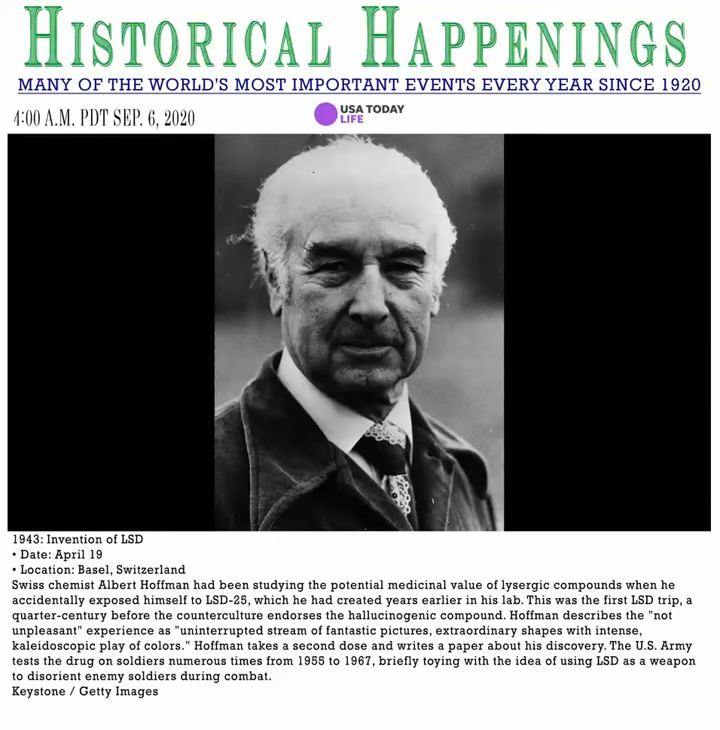 HISTORICAL HAPPENINGS
MANY OF THE WORLD'S MOST IMPORTANT EVENTS EVERY YEAR SINCE 1920
4:00 A.M. PDT SEP. 6, 2020
USA TODAY
LIFE
1943: Invention of LSD
• Date: April 19
• Location: Basel, Switzerland
Swiss chemist Albert Hoffman had been studying the potential medicinal value of lysergic compounds when he
accidentally exposed himself to LSD-25, which he had created years earlier in his lab. This was the first LSD trip, a
quarter-century before the counterculture endorses the hallucinogenic compound. Hoffman describes the "not
unpleasant" experience as "uninterrupted stream of fantastic pictures, extraordinary shapes with intense,
kaleidoscopic play of colors." Hoffman takes a second dose and writes a paper about his discovery. The U.S. Army
tests the drug on soldiers numerous times from 1955 to 1967, briefly toying with the idea of using LSD as a weapon
to disorient enemy soldiers during combat.
Keystone / Getty Images